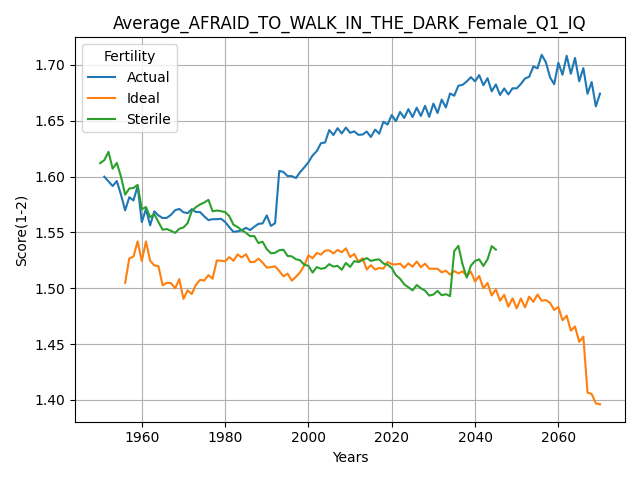 Average_AFRAID_TO_WALK_IN_THE_DARK_Female_Q1_IQ
Fertility
Actual
Ideal
Sterile
Score(1-2)
1.70
1.65
1.60
1.55
1.50
1.45
1.40
1960 1980 2000 2020 2040 2060
Years